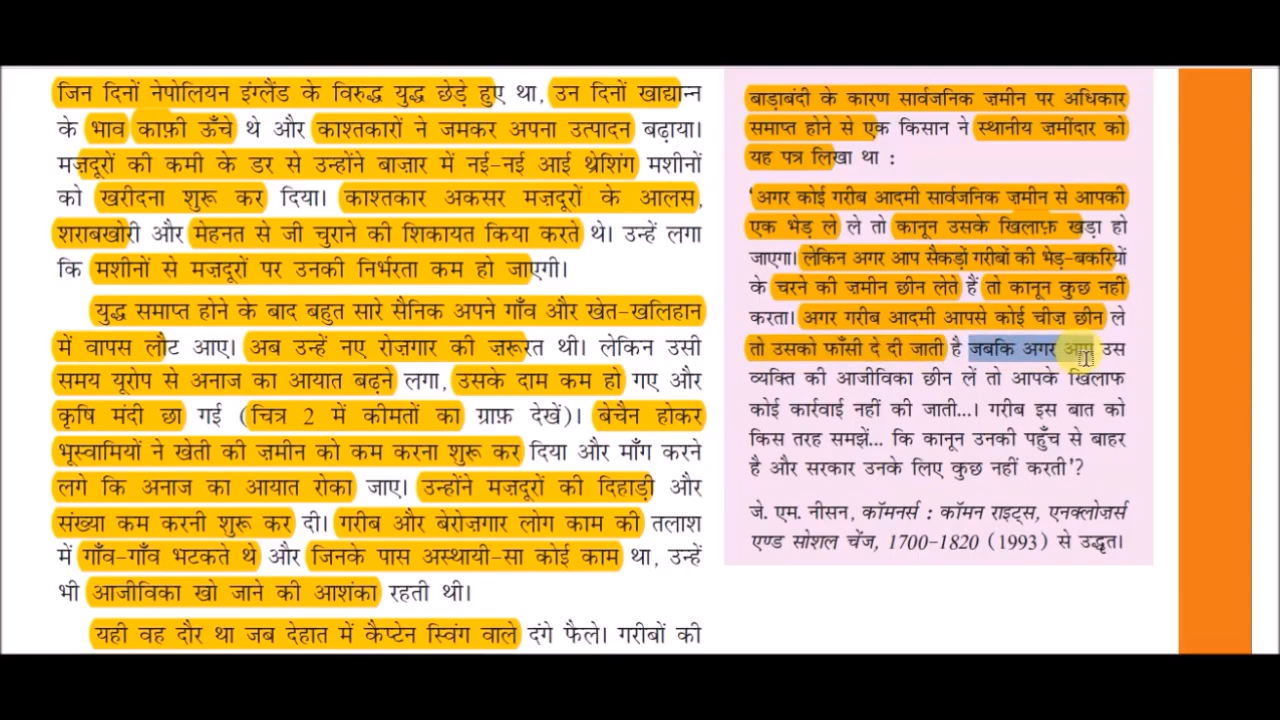 जिन दिनों नेपोलियन इंग्लैंड के विरुद्ध युद्ध छेड़े हुए था, उन दिनों खाद्यान्न
के भाव काफ़ी ऊँचे थे और काश्तकारों ने जमकर अपना उत्पादन बढ़ाया।
मज़दूरों की कमी के डर से उन्होंने बाज़ार में नई-नई आई थ्रेशिंग मशीनों
को खरीदना शुरू कर दिया। काश्तकार अकसर मज़दूरों के आलस,
शराबखोरी और मेहनत से जी चुराने की शिकायत किया करते थे। उन्हें लगा
कि मशीनों से मज़दूरों पर उनकी निर्भरता कम हो जाएगी।
युद्ध समाप्त होने के बाद बहुत सारे सैनिक अपने गाँव और खेत-खलिहान
में वापस लौट आए। अब उन्हें नए रोज़गार की ज़रूरत थी। लेकिन उसी
समय यूरोप से अनाज का आयात बढ़ने लगा, उसके दाम कम हो गए और
कृषि मंदी छा गई (चित्र 2 में कीमतों का ग्राफ़ देखें)। बेचैन होकर
भूस्वामियों ने खेती की ज़मीन को कम करना शुरू कर दिया और माँग करने
लगे कि अनाज का आयात रोका जाए। उन्होंने मज़दूरों की दिहाड़ी और
संख्या कम करनी शुरू कर दी। गरीब और बेरोज़गार लोग काम की तलाश
में गाँव-गाँव भटकते थे और जिनके पास अस्थायी-सा कोई काम था, उन्हें
भी आजीविका खो जाने की आशंका रहती थी।
यही वह दौर था जब देहात में कैप्टेन स्विंग वाले दंगे फैले। गरीबों की
बाड़ाबंदी के कारण सार्वजनिक ज़मीन पर अधिकार
समाप्त होने से एक किसान ने स्थानीय ज़मींदार को
यह पत्र लिखा था :
'अगर कोई गरीब आदमी सार्वजनिक ज़मीन से आपकी
एक भेड़ ले ले तो कानून उसके खिलाफ़ खड़ा हो
जाएगा। लेकिन अगर आप सैकड़ों गरीबों की भेड़-बकरियों
के चरने की ज़मीन छीन लेते हैं तो कानून कुछ नहीं
करता। अगर गरीब आदमी आपसे कोई चीज़ छीन ले
तो उसको फाँसी दे दी जाती है जबकि अगर आप उस
व्यक्ति की आजीविका छीन लें तो आपके खिलाफ
कोई कार्रवाई नहीं की जाती...। गरीब इस बात को
किस तरह समझें... कि कानून उनकी पहुँच से बाहर
है और सरकार उनके लिए कुछ नहीं करती'?
जे. एम. नीसन, कॉमनर्स : कॉमन राइट्स, एनक्लोजर्स
एण्ड सोशल चेंज, 1700-1820 (1993) से उद्धृत।